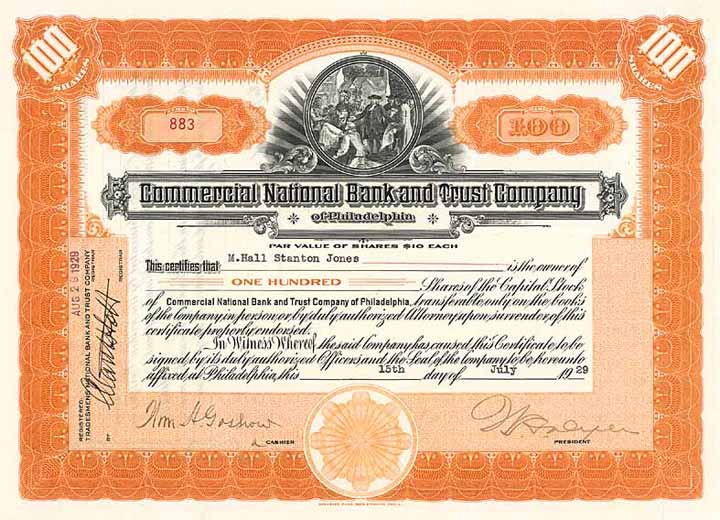 100
SHARES
100
SHARES
883
100
Commercial National Bank and Trust Company
of Philadelphia
PAR VALUE OF SHARES $10 EACH
This certifies that M.Hall Stanton Jones is the owner of
ONE HUNDRED Shares of the Capital Stock
of Commercial National Bank and Trust Company of Philadelphia, transferable only on the books
of the Company in person or by duly authorized Attorney upon surrender of this
certificate properly endorsed.
In Witness Whereof, the said Company has caused this Certificate to be
signed by its duly authorized Officers and the Seal of the Company to be hereunto
affixed at Philadelphia, this 15th day of July 1929
Wm H. Goshow
CASHIER
PRESIDENT
REGISTERED: AUG 29 1929
TRADESMENS NATIONAL BANK AND TRUST COMPANY
REGISTRAR
BY
REGISTRAR